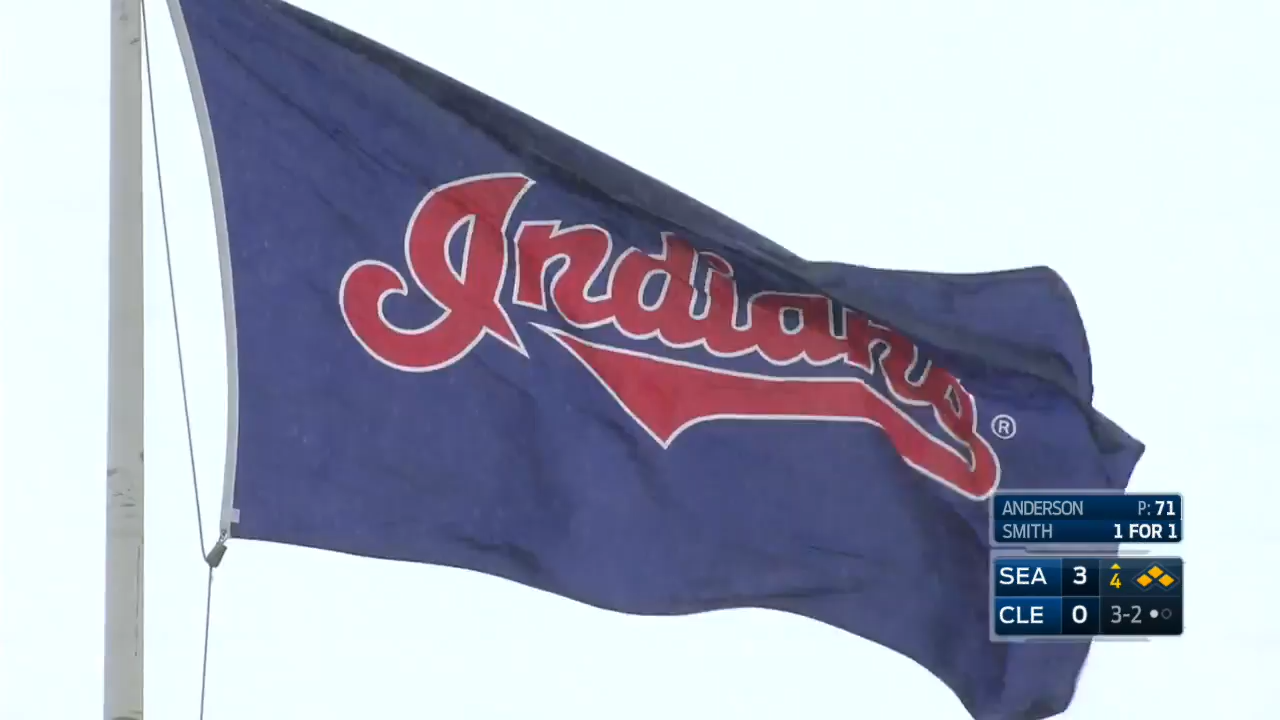 Indians ®
ANDERSON P: 71
SMITH 1 FOR 1
SEA 3 4
CLE 0 3-2